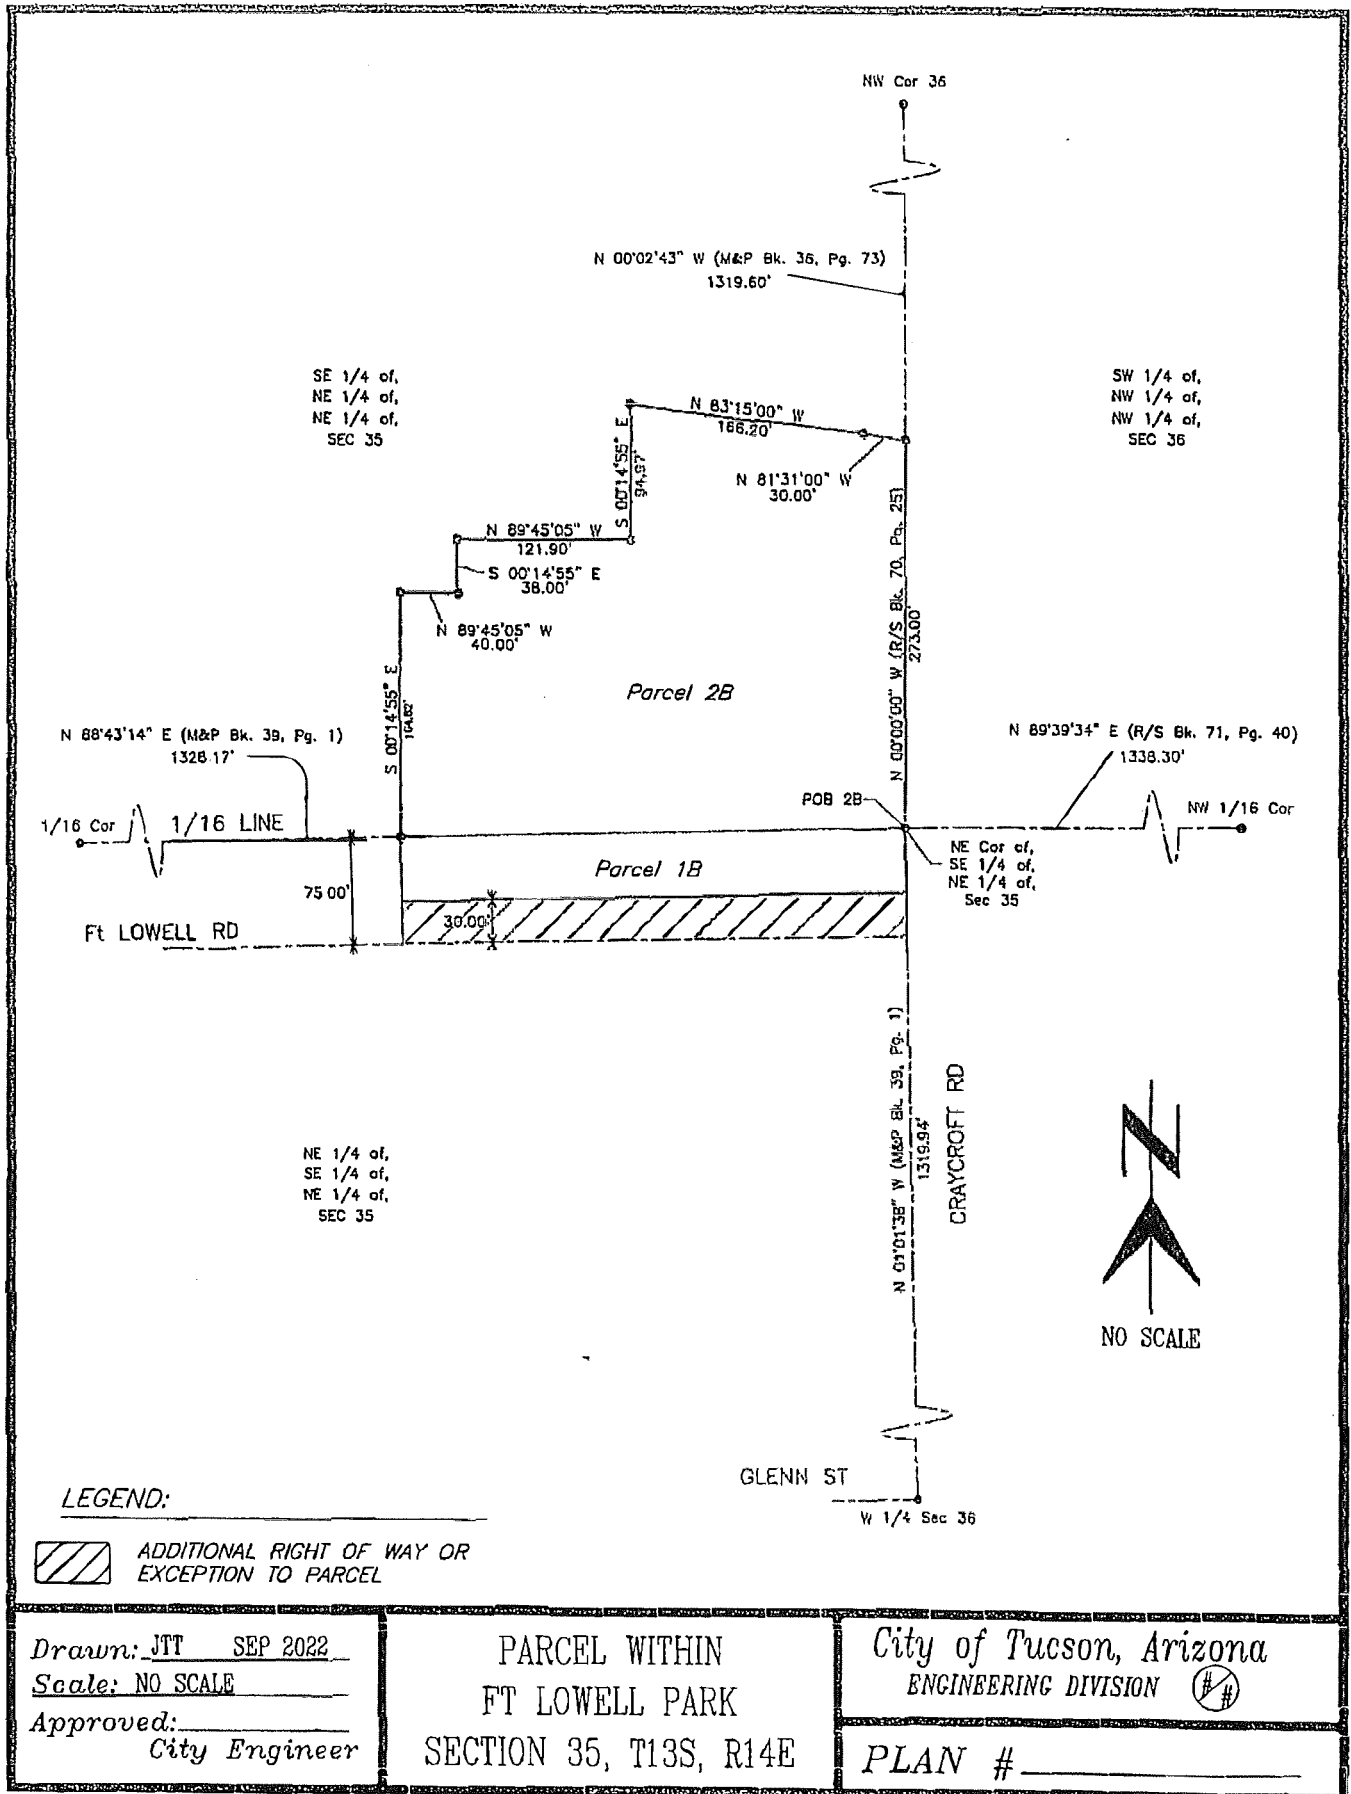 NW Cor 36
N 00°02'43" W (M&P Bk. 36, Pg. 73)
1319.60'
SE 1/4 of,
NE 1/4 of,
NE 1/4 of,
SEC 35
SW 1/4 of,
NW 1/4 of,
NW 1/4 of,
SEC 36
N 83°15'00" W
166.20'
S 00°14'55" E
94.97'
N 81°31'00" W
30.00'
N 89°45'05" W
121.90'
S 00°14'55" E
38.00'
N 89°45'05" W
40.00'
N 00°00'00" W (R/S Bk. 70, Pg. 25)
273.00'
S 00°14'55" E
Parcel 2B
N 88°43'14" E (M&P Bk. 39, Pg. 1)
1328.17'
N 89°39'34" E (R/S Bk. 71, Pg. 40)
1338.30'
POB 2B
1/16 Cor
1/16 LINE
NW 1/16 Cor
NE Cor of,
SE 1/4 of,
NE 1/4 of,
Sec 35
Parcel 1B
75.00'
30.00'
Ft LOWELL RD
N 01°01'38" W (M&P Bk. 39, Pg. 1)
1319.94'
CRAYCROFT RD
NE 1/4 of,
SE 1/4 of,
NE 1/4 of,
SEC 35
N
NO SCALE
GLENN ST
W 1/4 Sec 36
LEGEND:
ADDITIONAL RIGHT OF WAY OR
EXCEPTION TO PARCEL
Drawn: JTT SEP 2022
Scale: NO SCALE
Approved:
City Engineer
PARCEL WITHIN
FT LOWELL PARK
SECTION 35, T13S, R14E
City of Tucson, Arizona
ENGINEERING DIVISION #/#
PLAN #